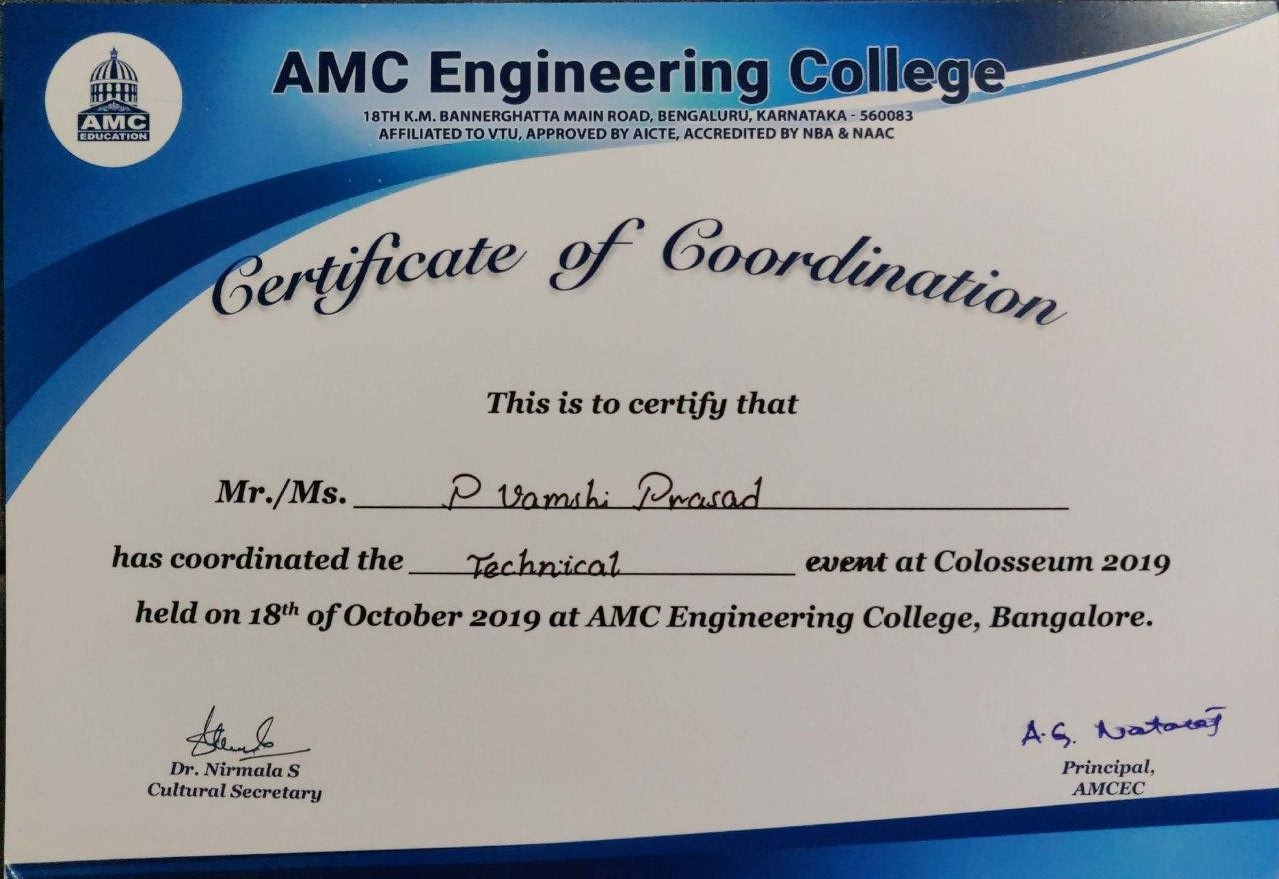 AMC Engineering College
18TH K.M. BANNERGHATTA MAIN ROAD, BENGALURU, KARNATAKA - 560083
AFFILIATED TO VTU, APPROVED BY AICTE, ACCREDITED BY NBA & NAAC
AMC
EDUCATION
Certificate of Coordination
This is to certify that
Mr./Ms. P Vamshi Prasad
has coordinated the Technical event at Colosseum 2019
held on 18th of October 2019 at AMC Engineering College, Bangalore.
Dr. Nirmala S
Cultural Secretary
A.G. Nataraj
Principal,
AMCEC